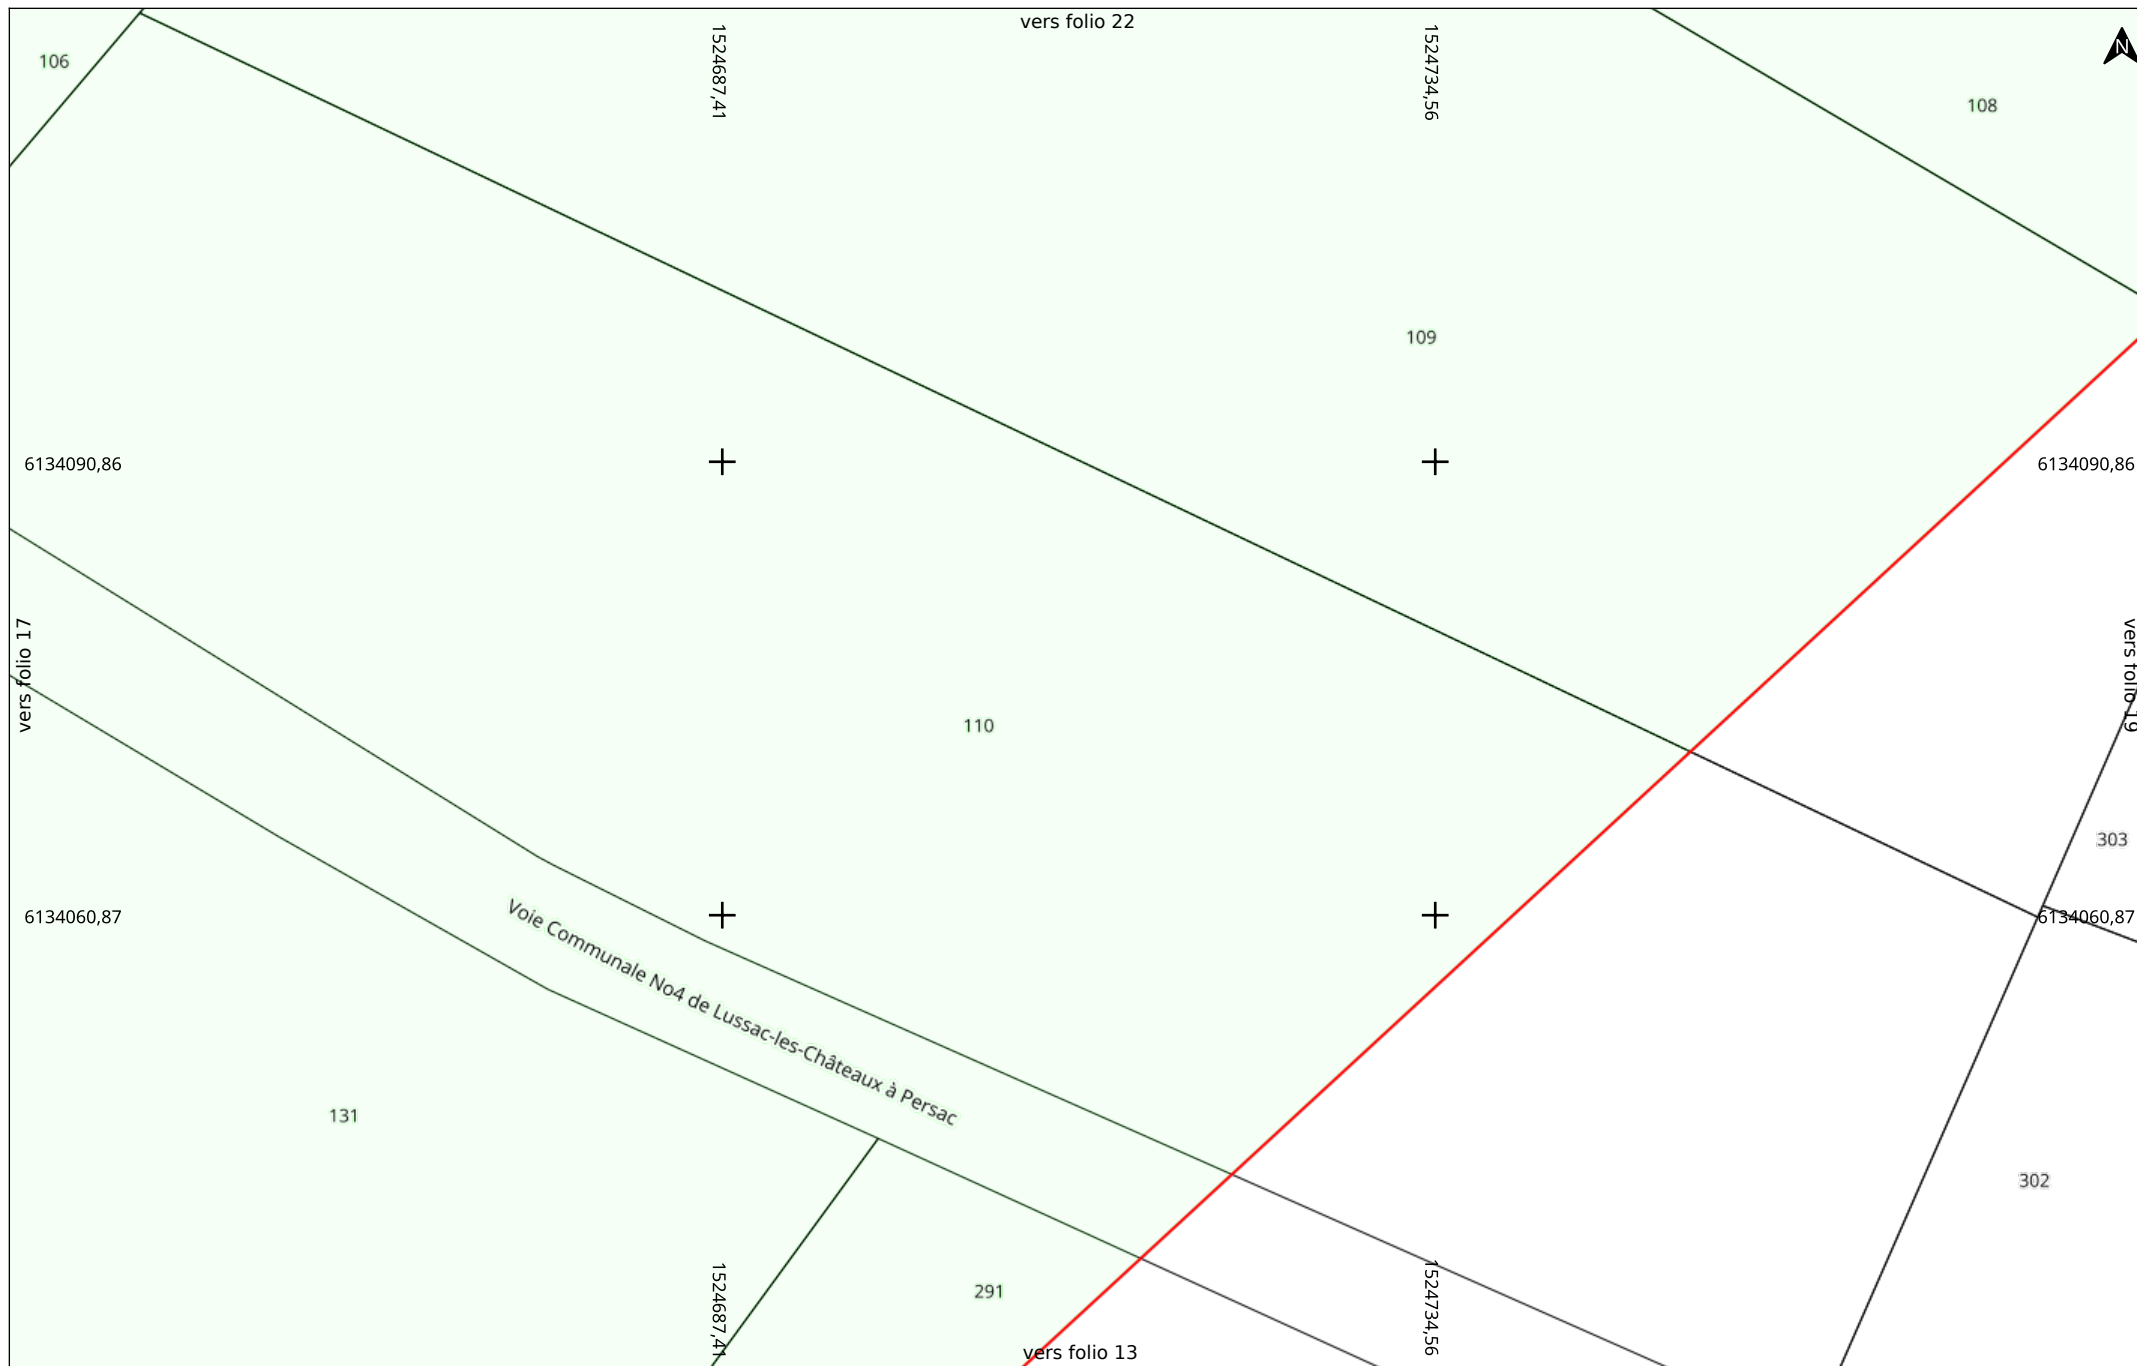 vers folio 22
1524687,41
1524734,56
N
106
108
109
6134090,86
6134090,86
vers folio 17
vers folio 19
110
303
6134060,87
6134060,87
Voie Communale No4 de Lussac-les-Châteaux à Persac
131
302
291
1524687,41
1524734,56
vers folio 13